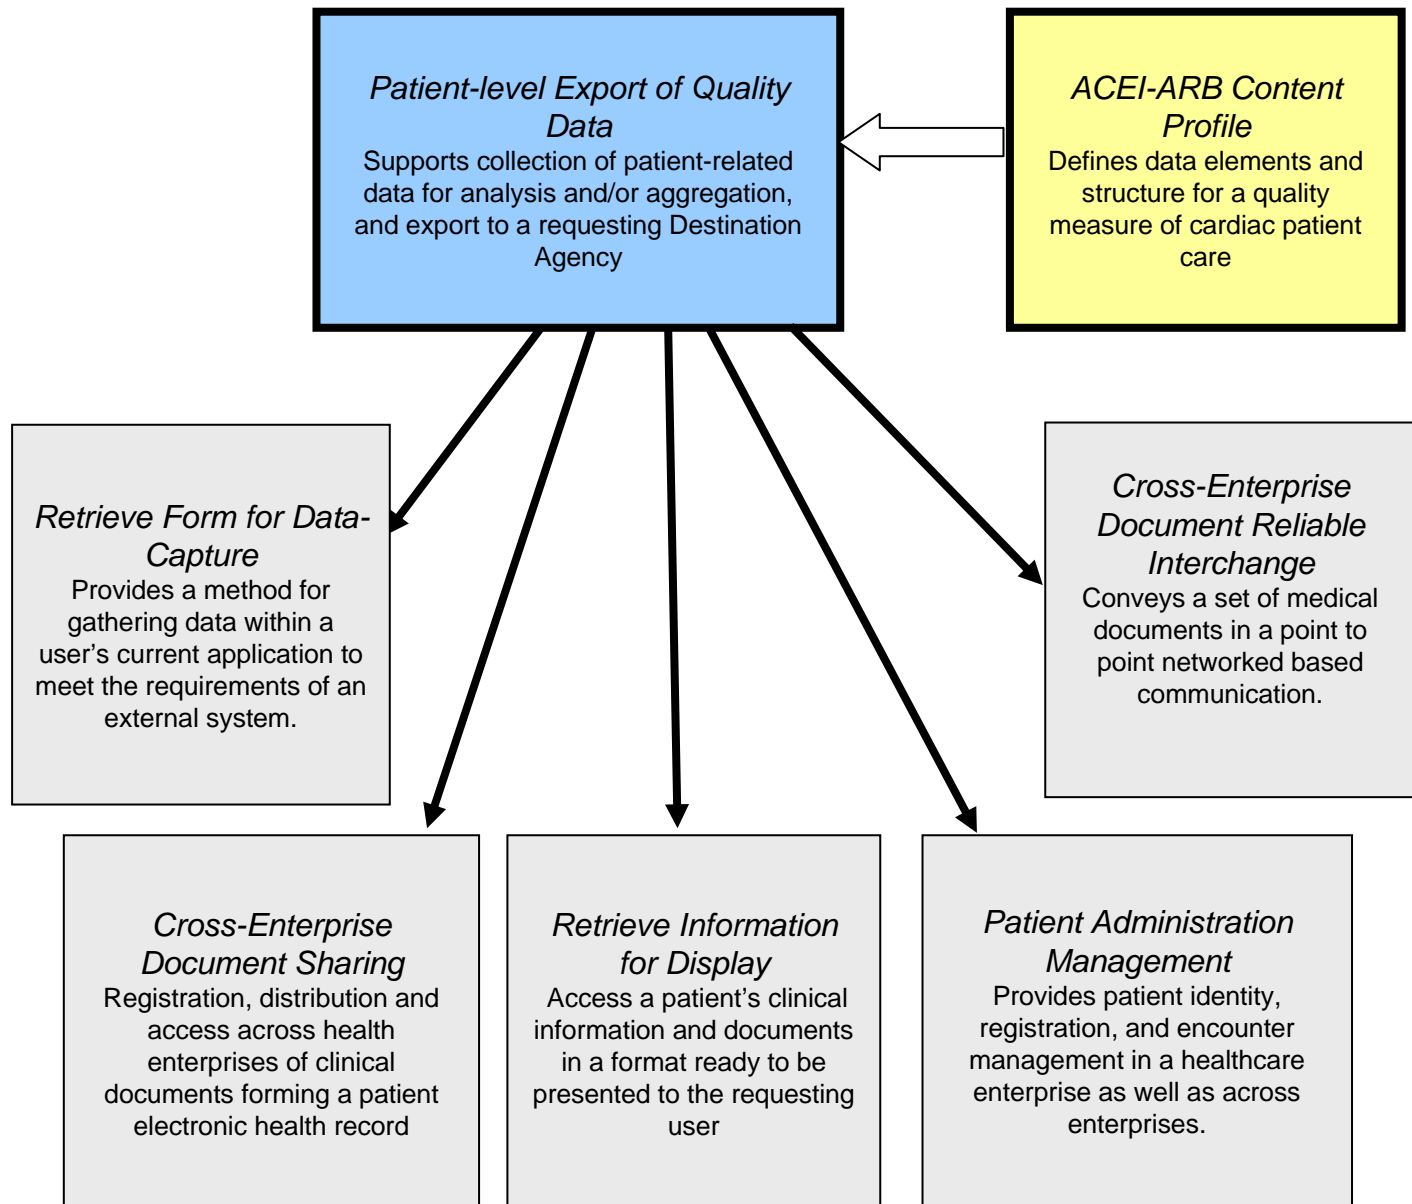 Patient-level Export of Quality
Data
Supports collection of patient-related
data for analysis and/or aggregation,
and export to a requesting Destination
Agency
ACEI-ARB Content
Profile
Defines data elements and
structure for a quality
measure of cardiac patient
care
Retrieve Form for Data-
Capture
Provides a method for
gathering data within a
user’s current application to
meet the requirements of an
external system.
Cross-Enterprise
Document Reliable
Interchange
Conveys a set of medical
documents in a point to
point networked based
communication.
Cross-Enterprise
Document Sharing
Registration, distribution and
access across health
enterprises of clinical
documents forming a patient
electronic health record
Retrieve Information
for Display
Access a patient’s clinical
information and documents
in a format ready to be
presented to the requesting
user
Patient Administration
Management
Provides patient identity,
registration, and encounter
management in a healthcare
enterprise as well as across
enterprises.